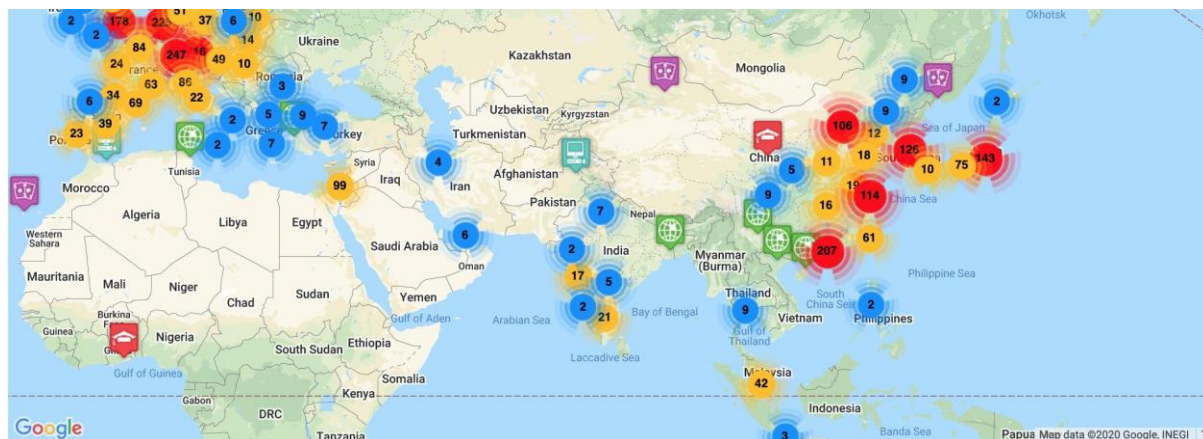 2
178
22
51
37
6
10
Okhotsk
2
84
247
16
49
14
10
Ukraine
Kazakhstan
Mongolia
9
24
France
63
86
22
Romania
3
6
34
69
2
5
9
7
Turkey
Greece
Uzbekistan
Kyrgyzstan
Turkmenistan
9
2
23
39
2
7
Tunisia
Syria
Iraq
4
Iran
Afghanistan
China
5
106
12
18
11
126
10
75
143
Sea of Japan
Morocco
99
Pakistan
7
Nepal
9
16
19
114
China Sea
Western
Sahara
Algeria
Libya
Egypt
Saudi Arabia
6
Oman
2
India
Myanmar
(Burma)
207
61
Mauritania
Mali
Niger
Chad
Sudan
Yemen
17
5
Philippine Sea
Gulf of Aden
Arabian Sea
2
21
Bay of Bengal
Thailand
9
Gulf of
Thailand
Vietnam
South
China Sea
2
Philippines
Guinea
Burkina
Nigeria
South Sudan
Ethiopia
Laccadive Sea
Gulf of Guinea
Somalia
Malaysia
42
Gabon
DRC
Kenya
Indonesia
Tanzania
3
Banda Sea
Google
Papua
Map data ©2020 Google, INEGI